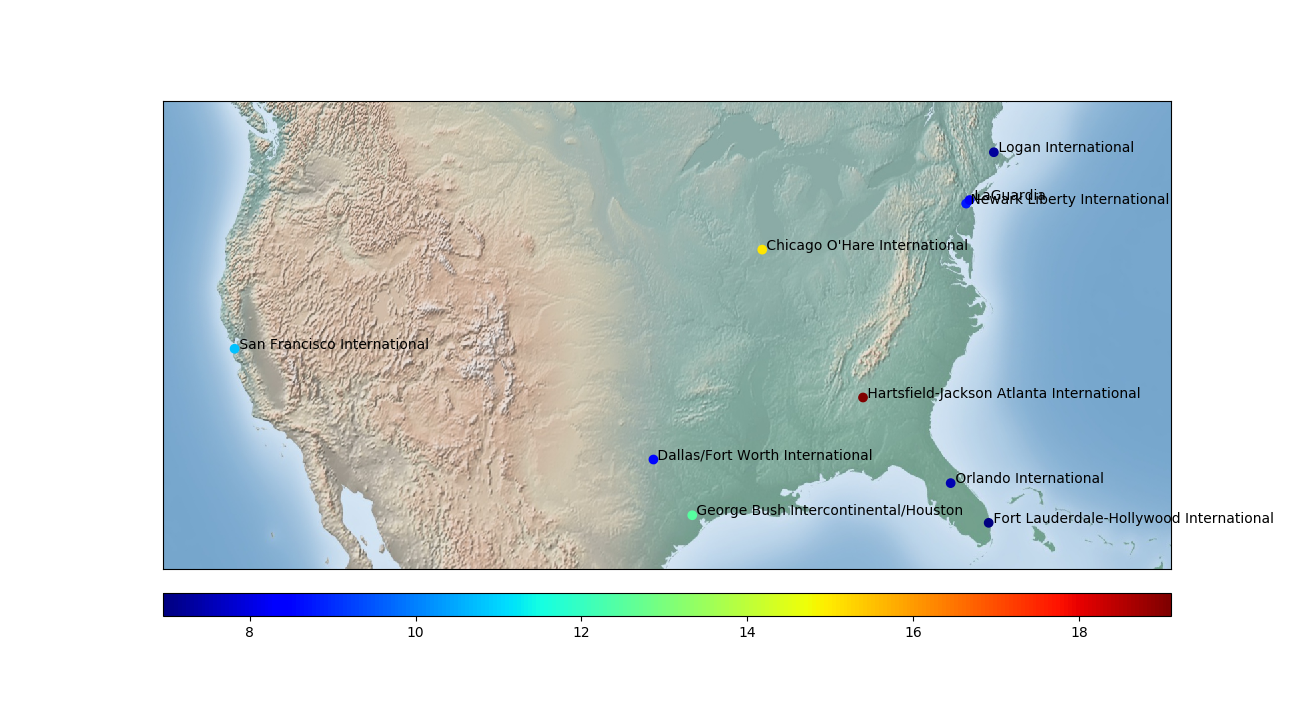 Logan International
LaGuardia
Newark Liberty International
Chicago O'Hare International
San Francisco International
Hartsfield-Jackson Atlanta International
Dallas/Fort Worth International
Orlando International
George Bush Intercontinental/Houston
Fort Lauderdale-Hollywood International
8 10 12 14 16 18